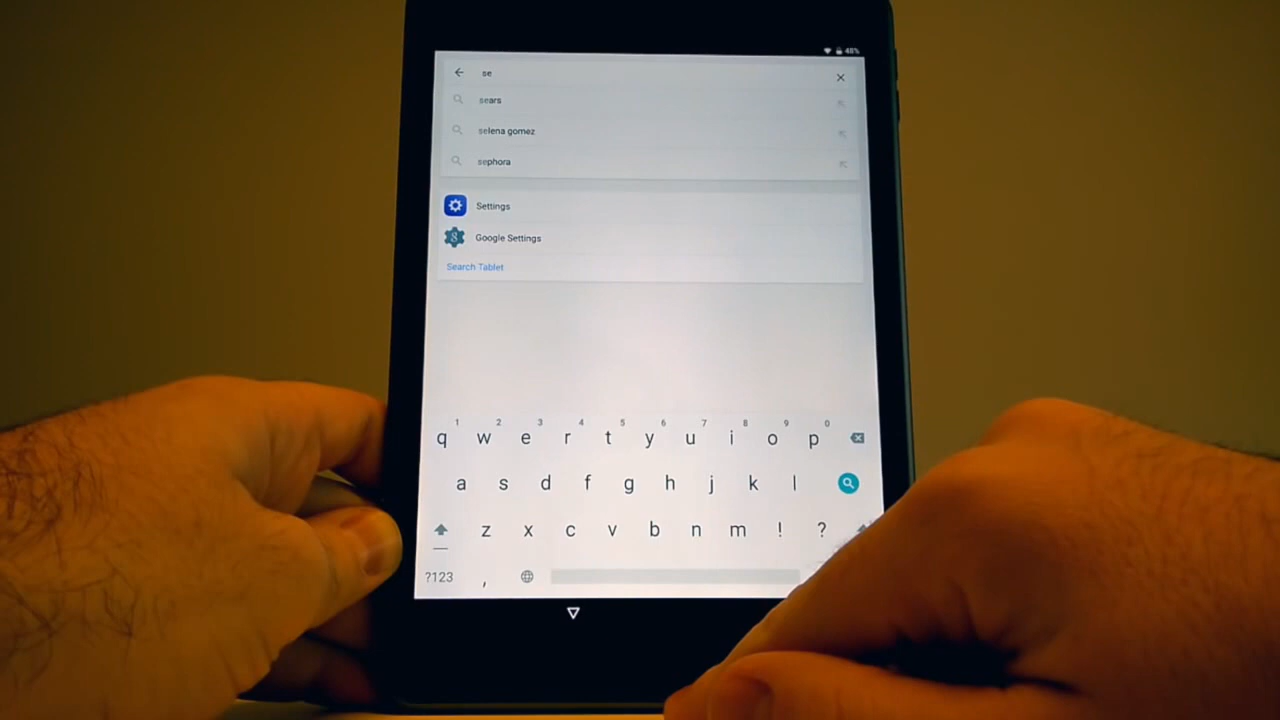 48%
se
sears
selena gomez
sephora
Settings
8 Google Settings
Search Tablet
1 2 3 4 5 6 7 8 9 0
q w e r t y u i o p
a s d f g h j k l
z x c v b n m ! ?
?123 ,